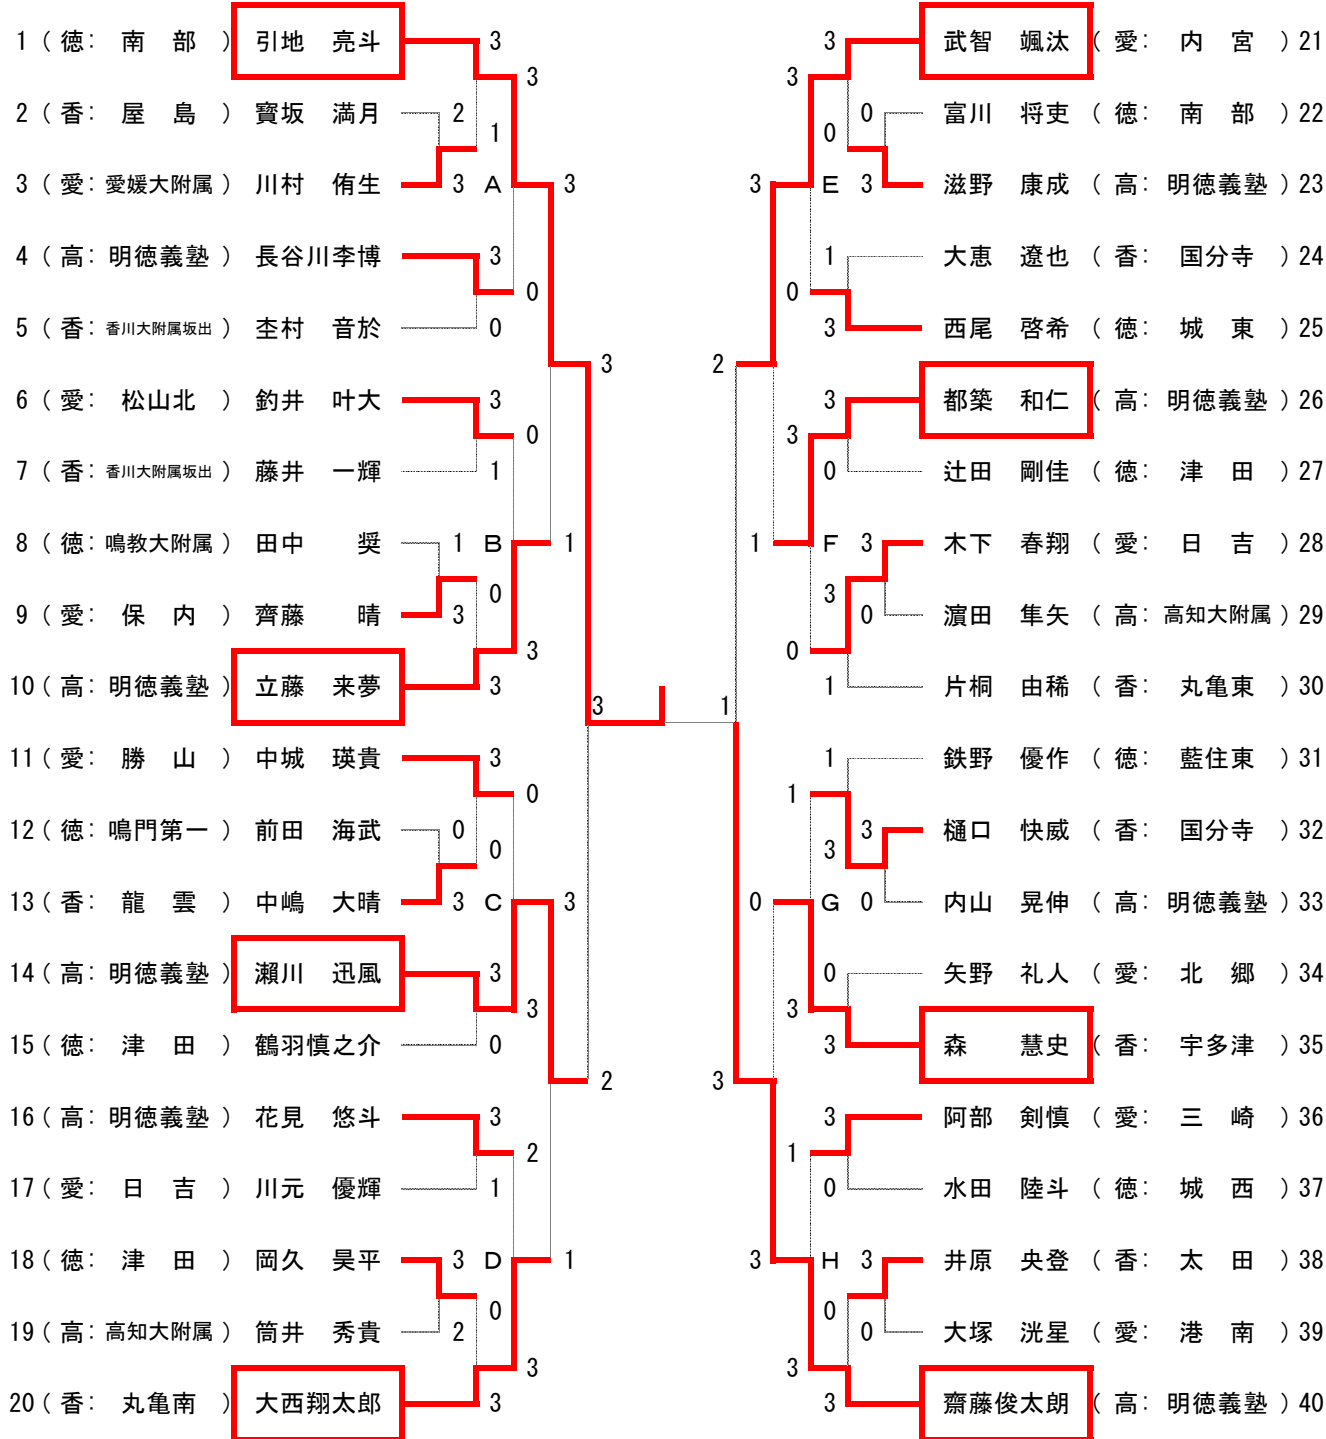 1 ( 徳: 南 部 ) 引地 亮斗 3
3
2 ( 香: 屋 島 ) 寳坂 満月 2
1
3 ( 愛: 愛媛大附属 ) 川村 侑生 3 A 3
4 ( 高: 明徳義塾 ) 長谷川李博 3
0
5 ( 香: 香川大附属坂出 ) 杢村 音於 0
3
6 ( 愛: 松山北 ) 釣井 叶大 3
0
7 ( 香: 香川大附属坂出 ) 藤井 一輝 1
8 ( 徳: 鳴教大附属 ) 田中 奨 1 B 1
0
9 ( 愛: 保 内 ) 齊藤 晴 3
3
10 ( 高: 明徳義塾 ) 立藤 来夢 3
3
11 ( 愛: 勝 山 ) 中城 瑛貴 3
0
12 ( 徳: 鳴門第一 ) 前田 海武 0
0
13 ( 香: 龍 雲 ) 中嶋 大晴 3 C 3
14 ( 高: 明徳義塾 ) 瀨川 迅風 3
3
15 ( 徳: 津 田 ) 鶴羽慎之介 0
2
16 ( 高: 明徳義塾 ) 花見 悠斗 3
2
17 ( 愛: 日 吉 ) 川元 優輝 1
18 ( 徳: 津 田 ) 岡久 昊平 3 D 1
0
19 ( 高: 高知大附属 ) 筒井 秀貴 2
3
20 ( 香: 丸亀南 ) 大西翔太郎 3
3 武智 颯汰 ( 愛: 内 宮 ) 21
3
0 富川 将吏 ( 徳: 南 部 ) 22
0
3 E 3 滋野 康成 ( 高: 明徳義塾 ) 23
1 大恵 遼也 ( 香: 国分寺 ) 24
0
3 西尾 啓希 ( 徳: 城 東 ) 25
2
3 都築 和仁 ( 高: 明徳義塾 ) 26
3
0 辻田 剛佳 ( 徳: 津 田 ) 27
1 F 3 木下 春翔 ( 愛: 日 吉 ) 28
3
0 濵田 隼矢 ( 高: 高知大附属 ) 29
0
1 片桐 由稀 ( 香: 丸亀東 ) 30
1
1 鉄野 優作 ( 徳: 藍住東 ) 31
1
3 樋口 快威 ( 香: 国分寺 ) 32
3
0 G 0 内山 晃伸 ( 高: 明徳義塾 ) 33
0 矢野 礼人 ( 愛: 北 郷 ) 34
3
3 森 慧史 ( 香: 宇多津 ) 35
3
3 阿部 剣慎 ( 愛: 三 崎 ) 36
1
0 水田 陸斗 ( 徳: 城 西 ) 37
3 H 3 井原 央登 ( 香: 太 田 ) 38
0
0 大塚 洸星 ( 愛: 港 南 ) 39
3
3 齋藤俊太朗 ( 高: 明徳義塾 ) 40